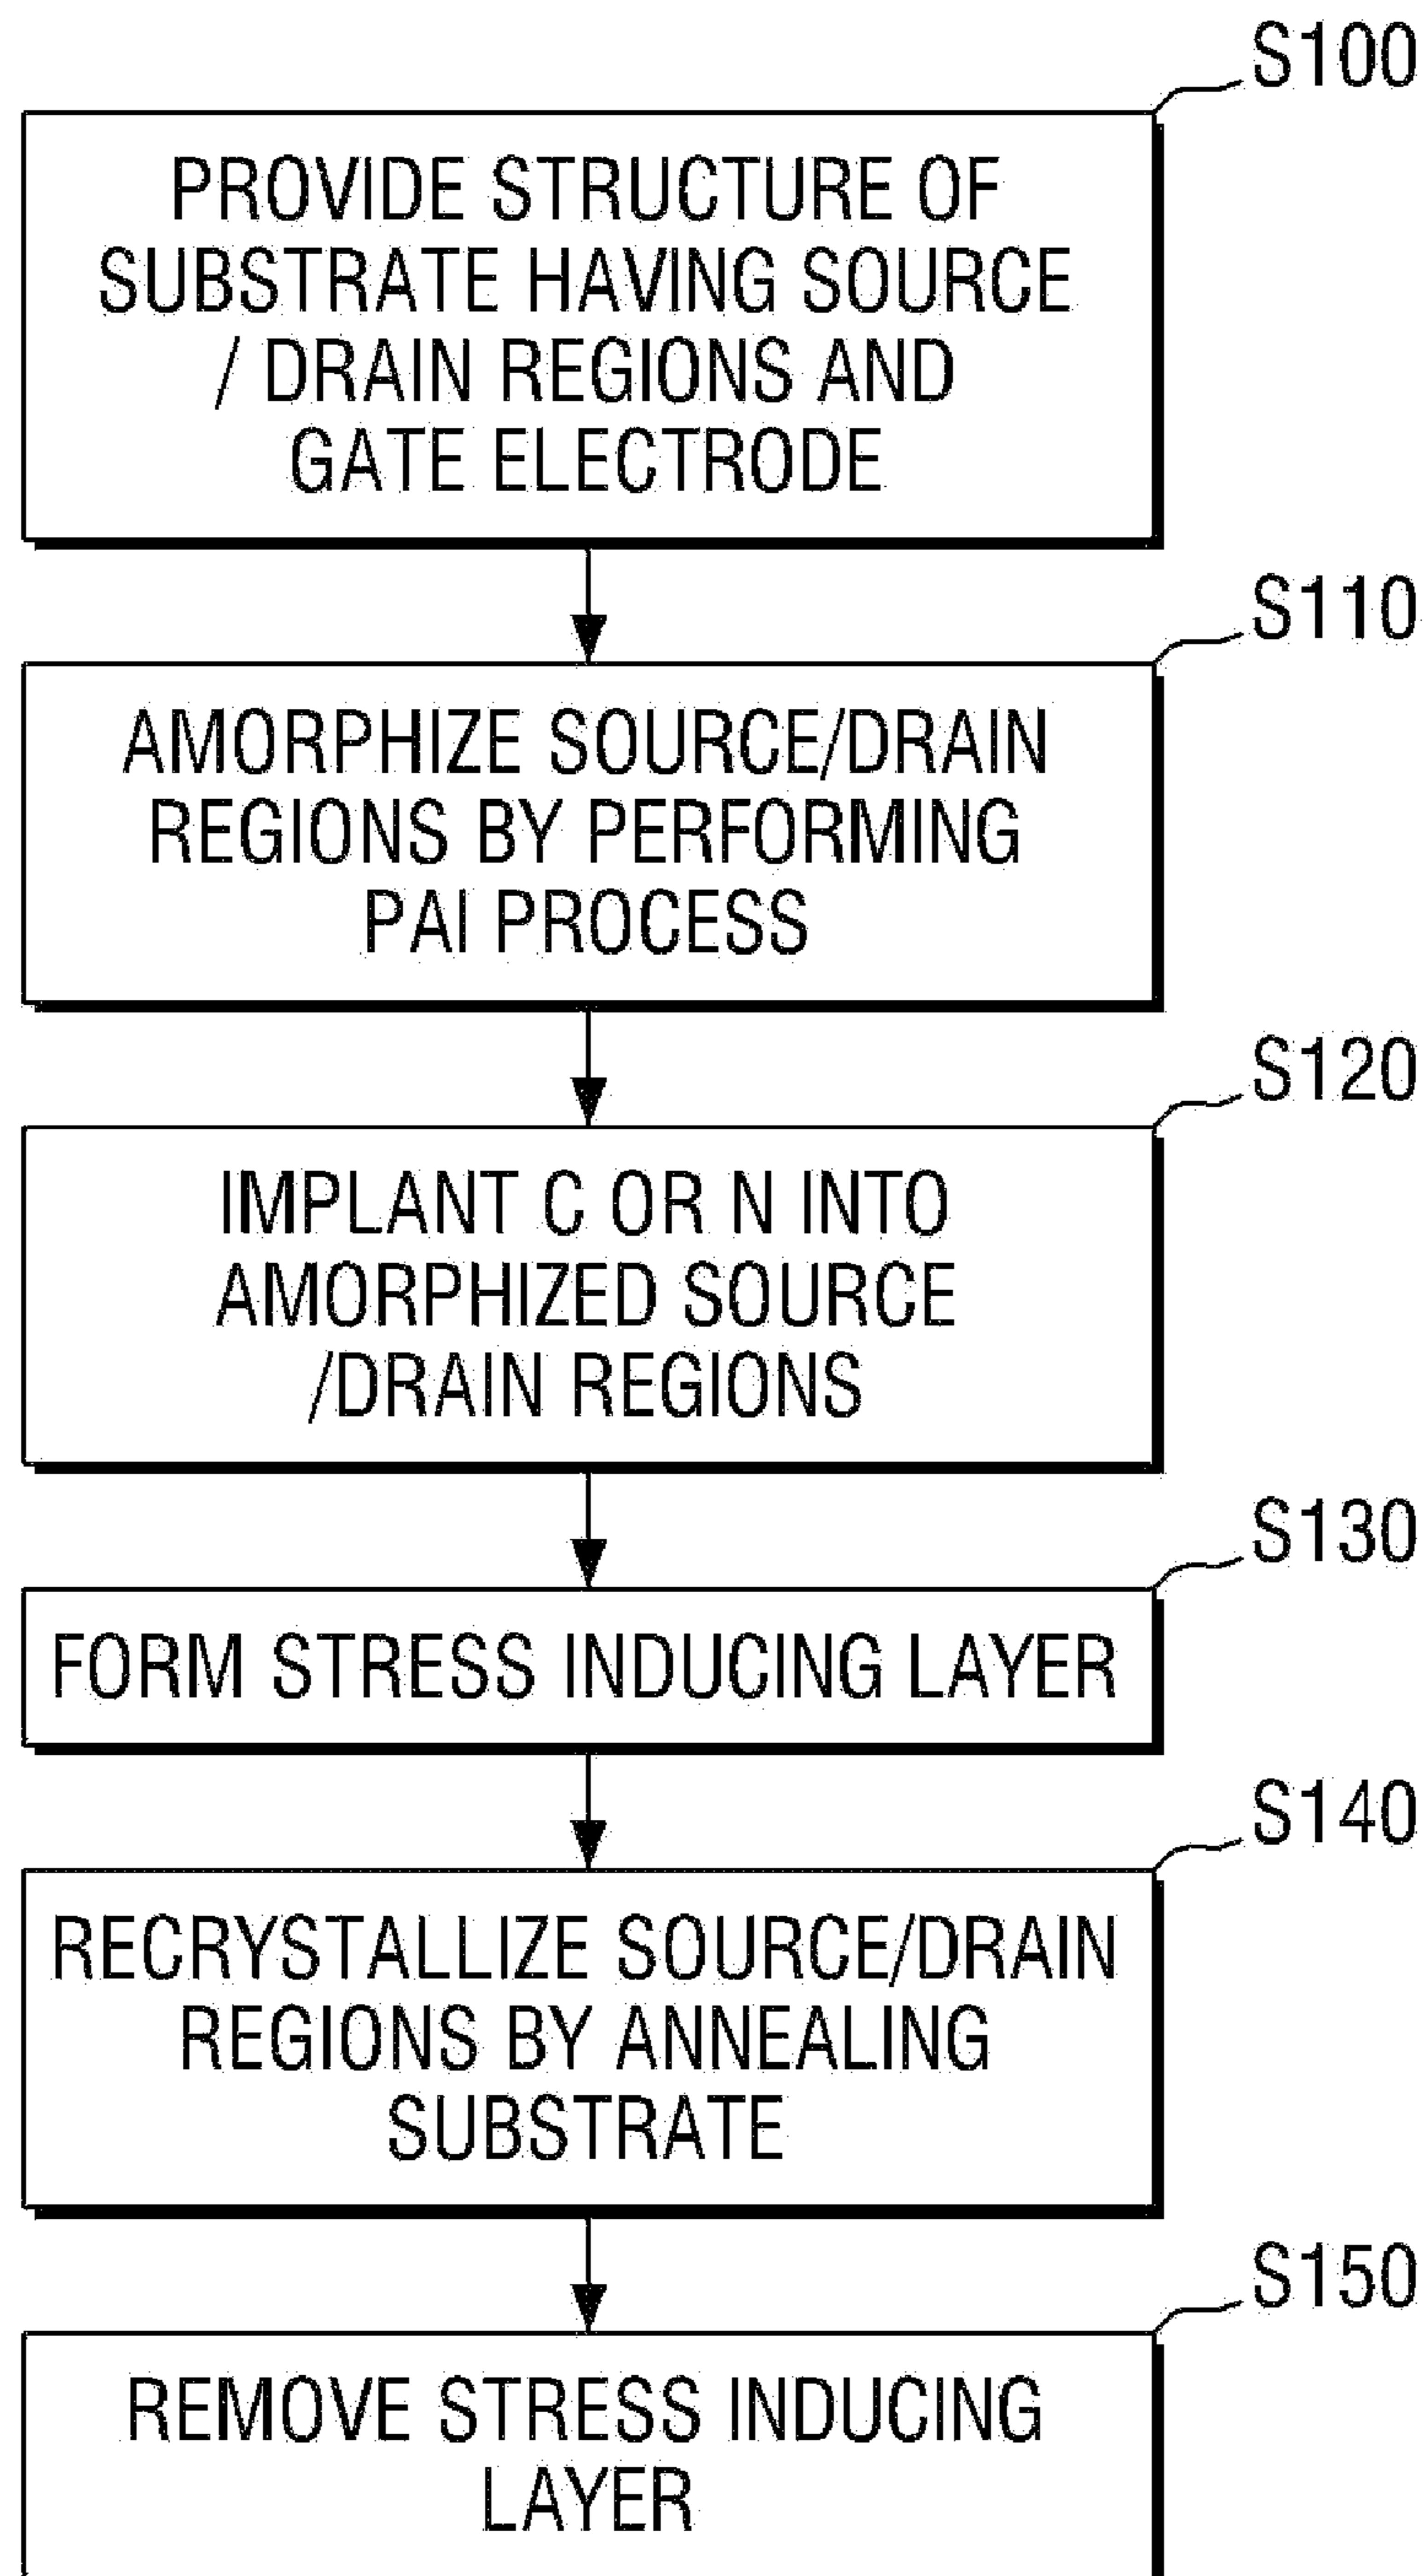 S100
PROVIDE STRUCTURE OF
SUBSTRATE HAVING SOURCE
/ DRAIN REGIONS AND
GATE ELECTRODE
S110
AMORPHIZE SOURCE/DRAIN
REGIONS BY PERFORMING
PAI PROCESS
S120
IMPLANT C OR N INTO
AMORPHIZED SOURCE
/DRAIN REGIONS
S130
FORM STRESS INDUCING LAYER
S140
RECRYSTALLIZE SOURCE/DRAIN
REGIONS BY ANNEALING
SUBSTRATE
S150
REMOVE STRESS INDUCING
LAYER